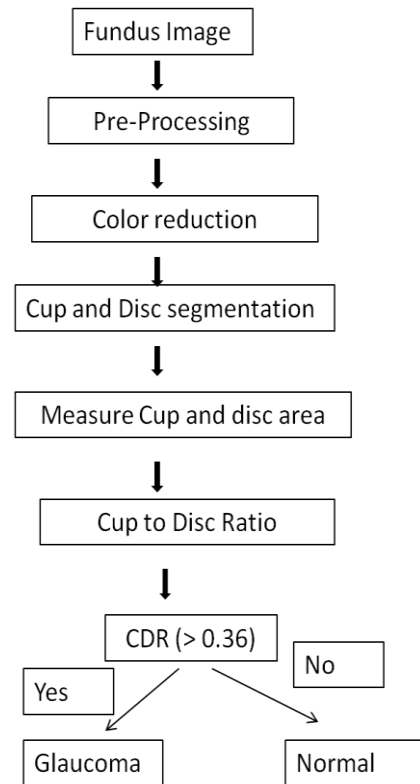 Fundus Image
Pre-Processing
Color reduction
Cup and Disc segmentation
Measure Cup and disc area
Cup to Disc Ratio
CDR (> 0.36)
No
Yes
Glaucoma
Normal